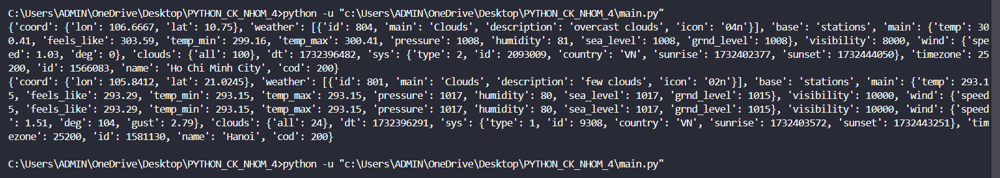 C:\Users\ADMIN\OneDrive\Desktop\PYTHON_CK_NHOM_4>python -u "c:\Users\ADMIN\OneDrive\Desktop\PYTHON_CK_NHOM_4\main.py"
{'coord': {'lon': 106.6667, 'lat': 10.75}, 'weather': [{'id': 804, 'main': 'Clouds', 'description': 'overcast clouds', 'icon': '04n'}], 'base': 'stations', 'main': {'temp': 30
0.41, 'feels_like': 303.59, 'temp_min': 299.16, 'temp_max': 300.41, 'pressure': 1008, 'humidity': 81, 'sea_level': 1008, 'grnd_level': 1008}, 'visibility': 8000, 'wind': {'spe
ed': 1.03, 'deg': 0}, 'clouds': {'all': 100}, 'dt': 1732396482, 'sys': {'type': 2, 'id': 2093009, 'country': 'VN', 'sunrise': 1732402377, 'sunset': 1732444050}, 'timezone': 25
200, 'id': 1566083, 'name': 'Ho Chi Minh City', 'cod': 200}
{'coord': {'lon': 105.8412, 'lat': 21.0245}, 'weather': [{'id': 801, 'main': 'Clouds', 'description': 'few clouds', 'icon': '02n'}], 'base': 'stations', 'main': {'temp': 293.1
5, 'feels_like': 293.29, 'temp_min': 293.15, 'temp_max': 293.15, 'pressure': 1017, 'humidity': 80, 'sea_level': 1017, 'grnd_level': 1015}, 'visibility': 10000, 'wind': {'speed
5, 'feels_like': 293.29, 'temp_min': 293.15, 'temp_max': 293.15, 'pressure': 1017, 'humidity': 80, 'sea_level': 1017, 'grnd_level': 1015}, 'visibility': 10000, 'wind': {'speed
': 1.51, 'deg': 104, 'gust': 2.79}, 'clouds': {'all': 24}, 'dt': 1732396291, 'sys': {'type': 1, 'id': 9308, 'country': 'VN', 'sunrise': 1732403572, 'sunset': 1732443251}, 'tim
ezone': 25200, 'id': 1581130, 'name': 'Hanoi', 'cod': 200}
C:\Users\ADMIN\OneDrive\Desktop\PYTHON_CK_NHOM_4>python -u "c:\Users\ADMIN\OneDrive\Desktop\PYTHON_CK_NHOM_4\main.py"